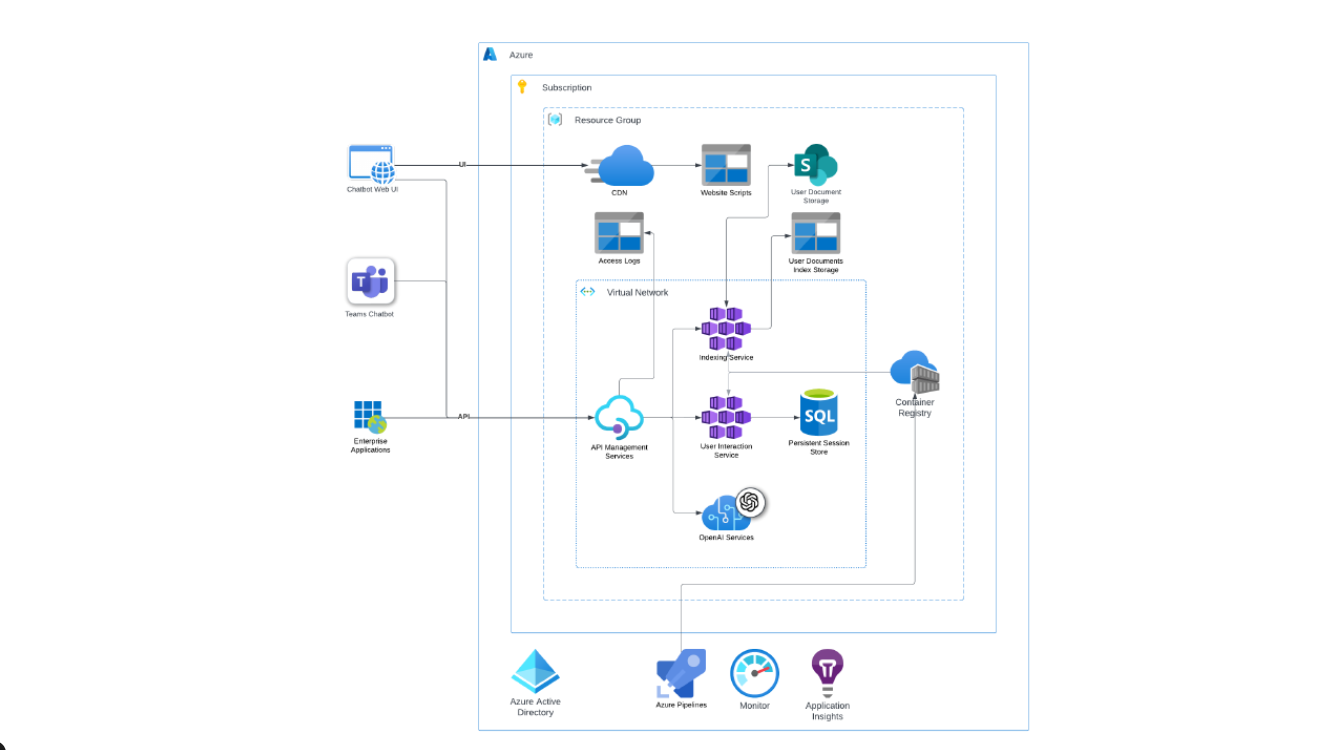 Azure
Subscription
Resource Group
UI
Chatbot Web UI
CDN
Website Scripts
S
User Document
Storage
Access Logs
User Documents
Index Storage
T
Teams Chatbot
Virtual Network
Indexing Service
API
Enterprise
Applications
API Management
Services
User Interaction
Service
SQL
Persistent Session
Store
Container
Registry
OpenAI Services
Azure Active
Directory
Azure Pipelines
Monitor
Application
Insights